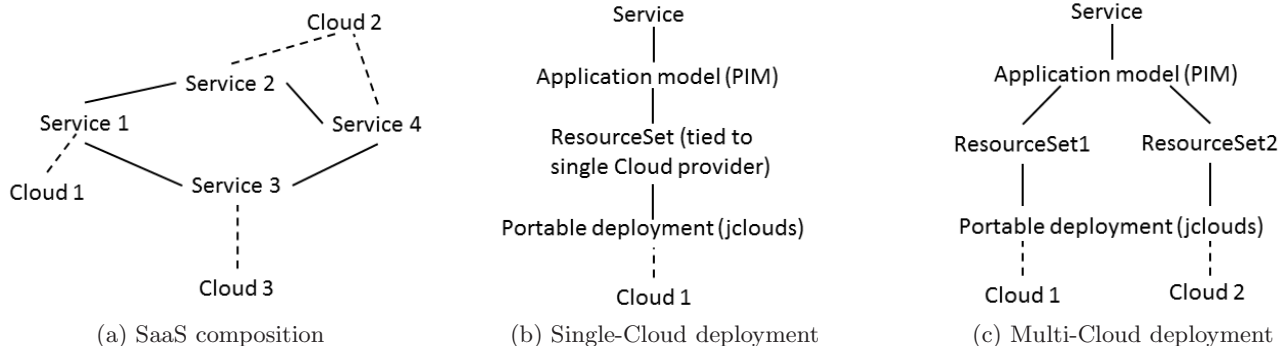 Cloud 2
Service 2
Service 1
Service 4
Cloud 1
Service 3
Cloud 3
(a) SaaS composition
Service
Application model (PIM)
ResourceSet (tied to
single Cloud provider)
Portable deployment (jclouds)
Cloud 1
(b) Single-Cloud deployment
Service
Application model (PIM)
ResourceSet1
ResourceSet2
Portable deployment (jclouds)
Cloud 1
Cloud 2
(c) Multi-Cloud deployment